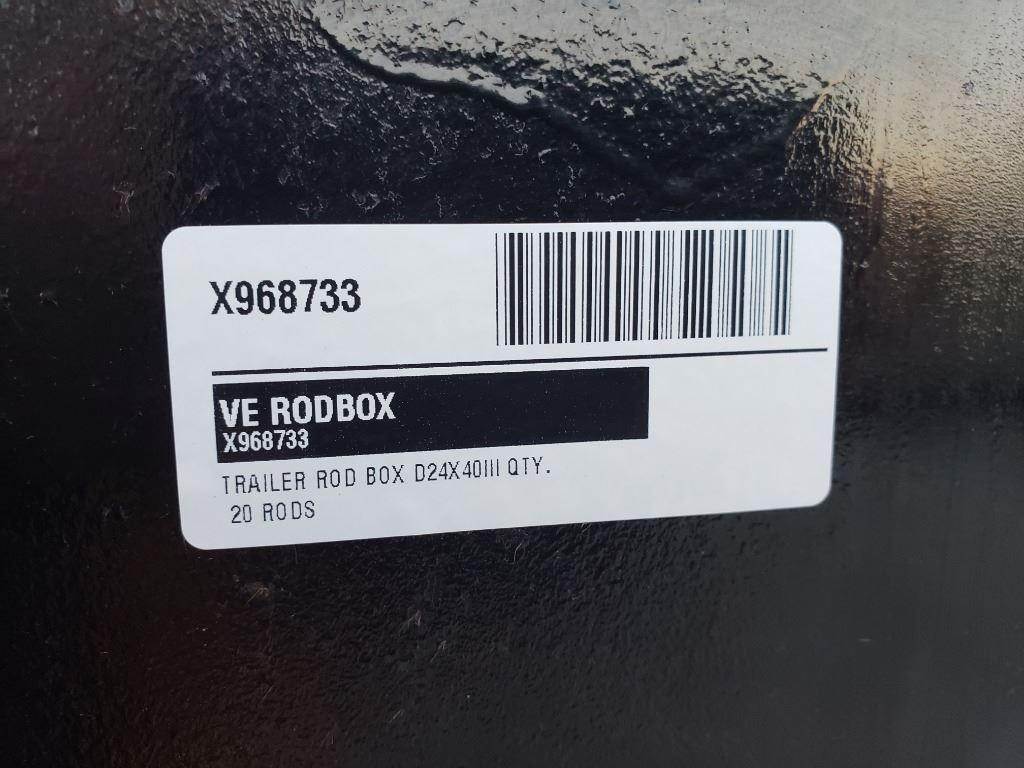 X968733
VE RODBOX
X968733
TRAILER ROD BOX D24X40III QTY.
20 RODS